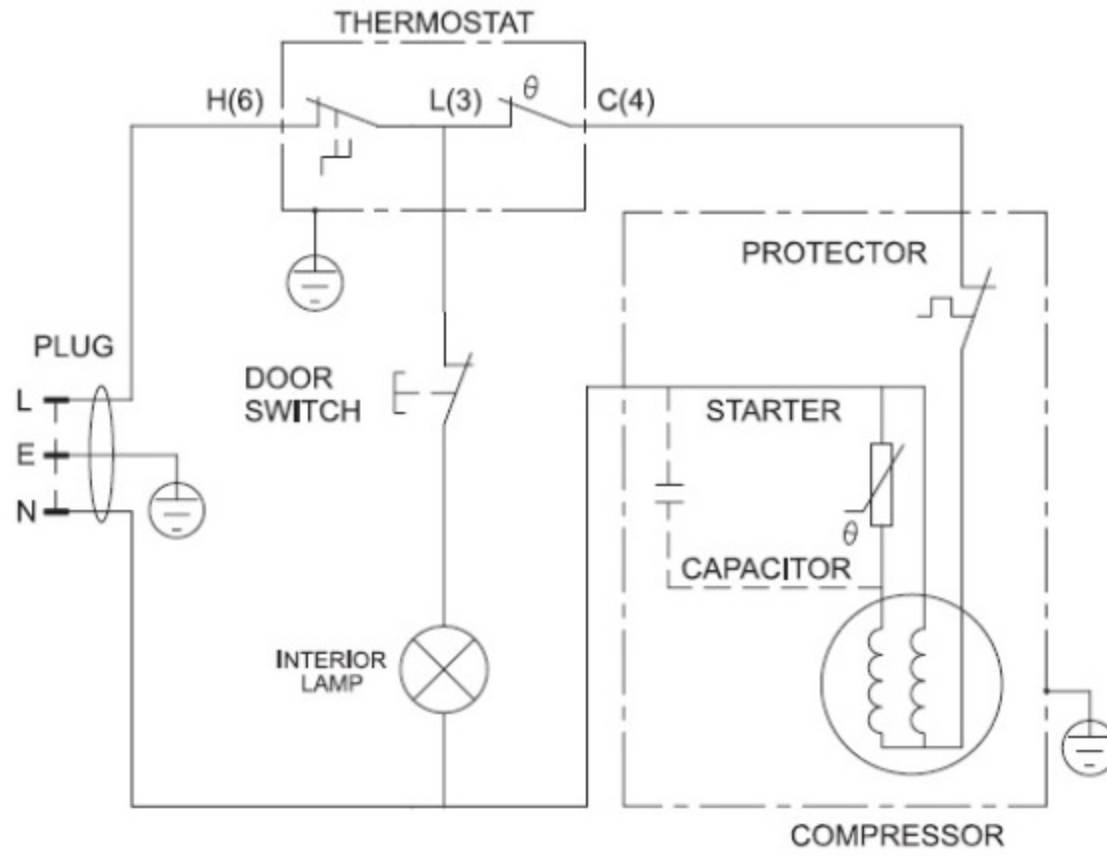 THERMOSTAT
H(6)
L(3)
θ
C(4)
PROTECTOR
PLUG
L
E
N
DOOR
SWITCH
STARTER
θ
CAPACITOR
INTERIOR
LAMP
COMPRESSOR